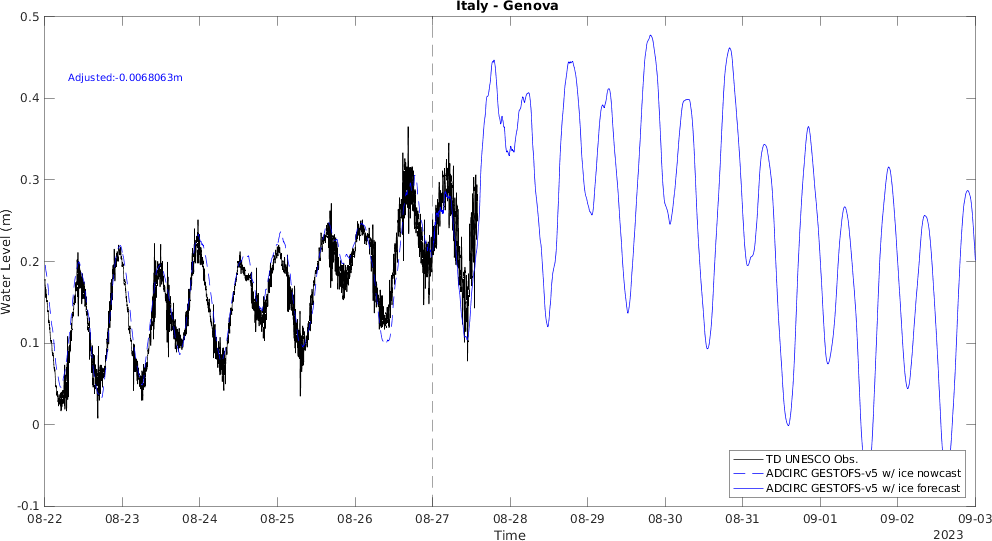 Italy - Genova
Adjusted:-0.0068063m
Water Level (m)
0.5
0.4
0.3
0.2
0.1
0
-0.1
TD UNESCO Obs.
ADCIRC GESTOFS-v5 w/ ice nowcast
ADCIRC GESTOFS-v5 w/ ice forecast
08-22 08-23 08-24 08-25 08-26 08-27 08-28 08-29 08-30 08-31 09-01 09-02 09-03
Time
2023